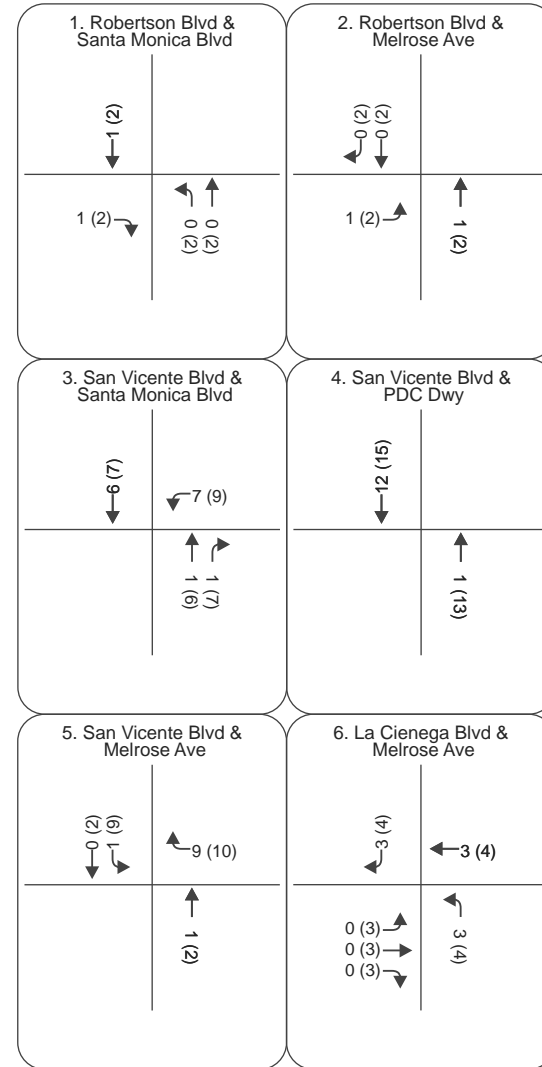 1. Robertson Blvd &
Santa Monica Blvd
1 (2)
1 (2)
0 (2)
0 (2)
2. Robertson Blvd &
Melrose Ave
0 (2)
0 (2)
1 (2)
1 (2)
3. San Vicente Blvd &
Santa Monica Blvd
6 (7)
7 (9)
1 (6)
1 (7)
4. San Vicente Blvd &
PDC Dwy
12 (15)
1 (13)
5. San Vicente Blvd &
Melrose Ave
0 (2)
1 (9)
9 (10)
1 (2)
6. La Cienega Blvd &
Melrose Ave
3 (4)
3 (4)
0 (3)
0 (3)
0 (3)
3 (4)